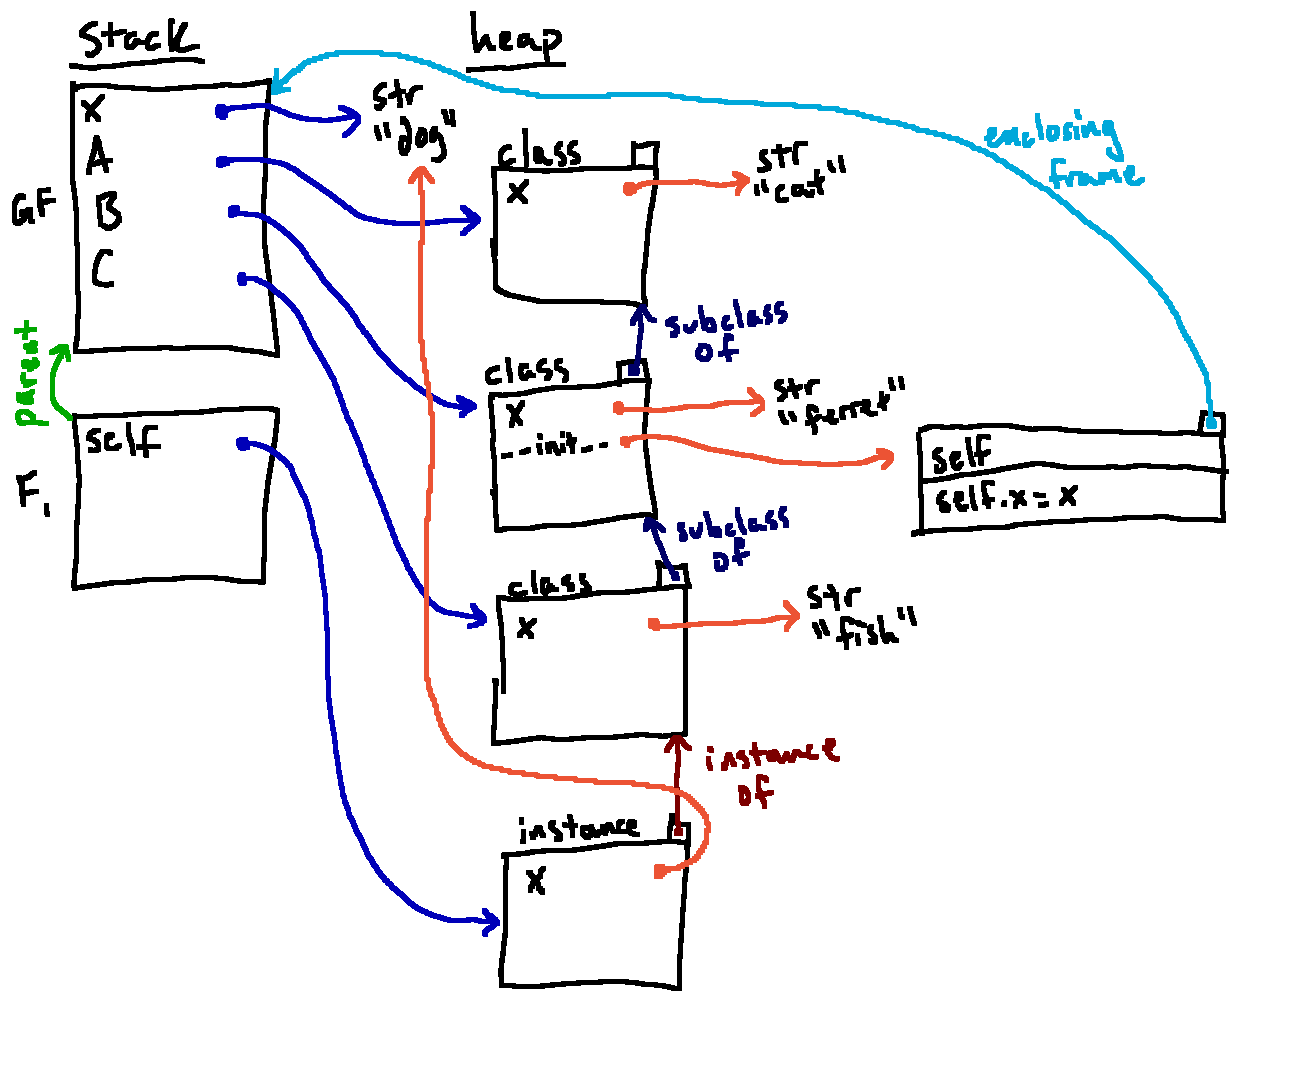 stack
heap
GF
x
A
B
C
str
"dog"
class
x
str
"cat"
enclosing
frame
subclass
of
parent
F1
self
class
x
--init--
str
"ferret"
self
self.x = x
subclass
of
class
x
str
"fish"
instance
of
instance
x